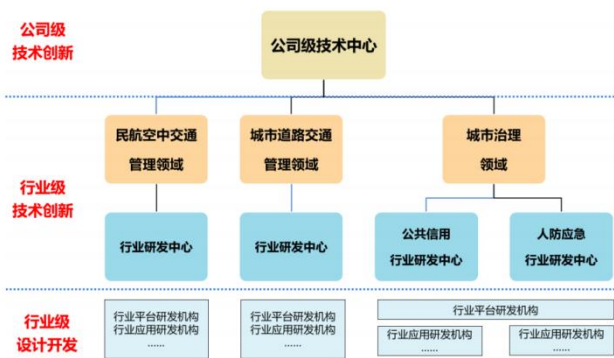 公司级
技术创新
公司级技术中心
民航空中交通
管理领域
城市道路交通
管理领域
城市治理
领域
行业级
技术创新
行业研发中心
行业研发中心
公共信用
行业研发中心
人防应急
行业研发中心
行业级
设计开发
行业平台研发机构
行业应用研发机构
......
行业平台研发机构
行业应用研发机构
......
行业平台研发机构
行业应用研发机构
......
行业应用研发机构
......